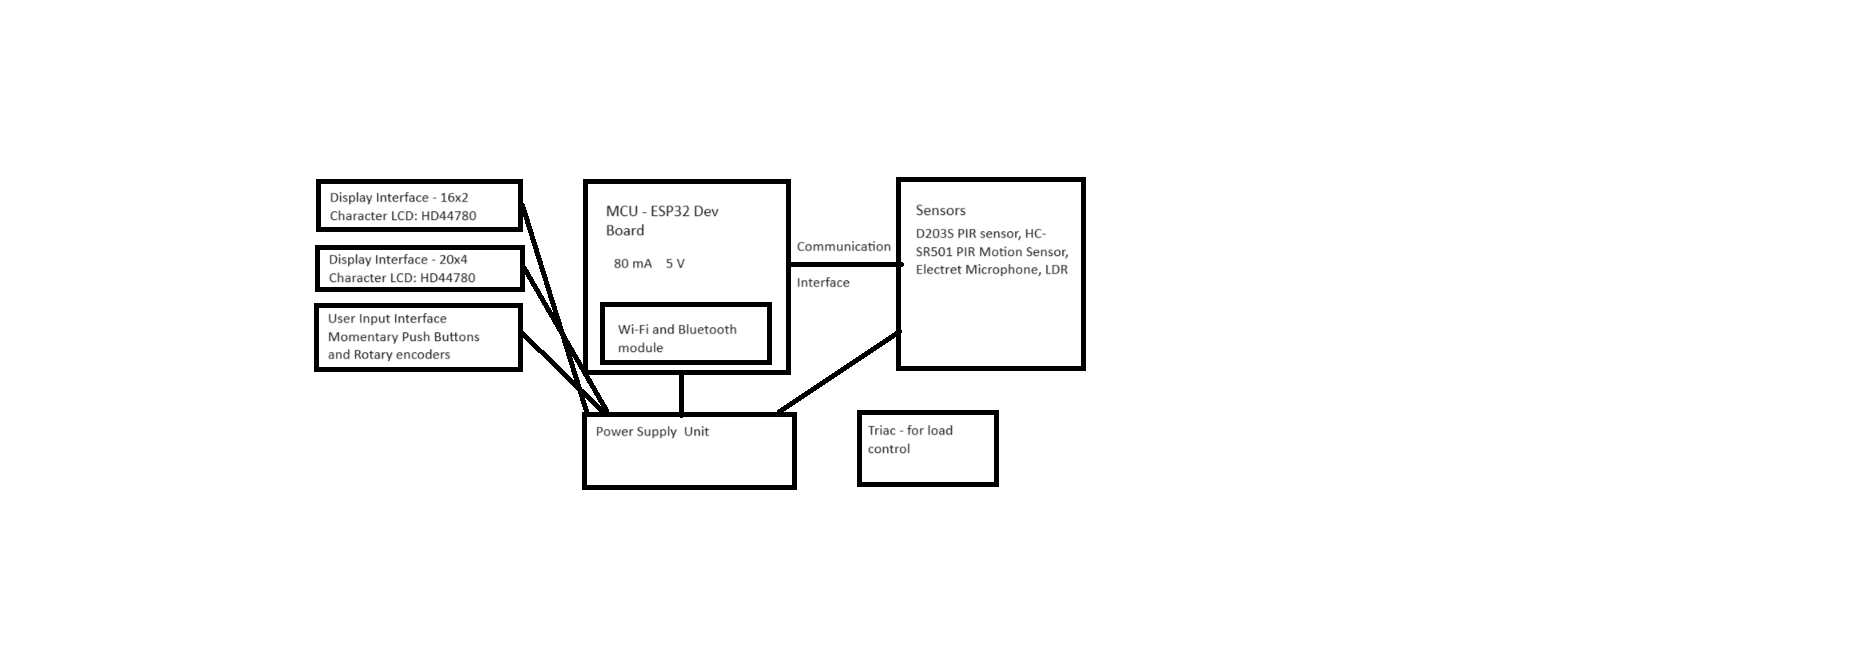 Display Interface - 16x2
Character LCD: HD44780
Display Interface - 20x4
Character LCD: HD44780
User Input Interface
Momentary Push Buttons
and Rotary encoders
MCU - ESP32 Dev
Board
80 mA 5 V
Wi-Fi and Bluetooth
module
Communication
Interface
Sensors
D203S PIR sensor, HC-
SR501 PIR Motion Sensor,
Electret Microphone, LDR
Power Supply Unit
Triac - for load
control